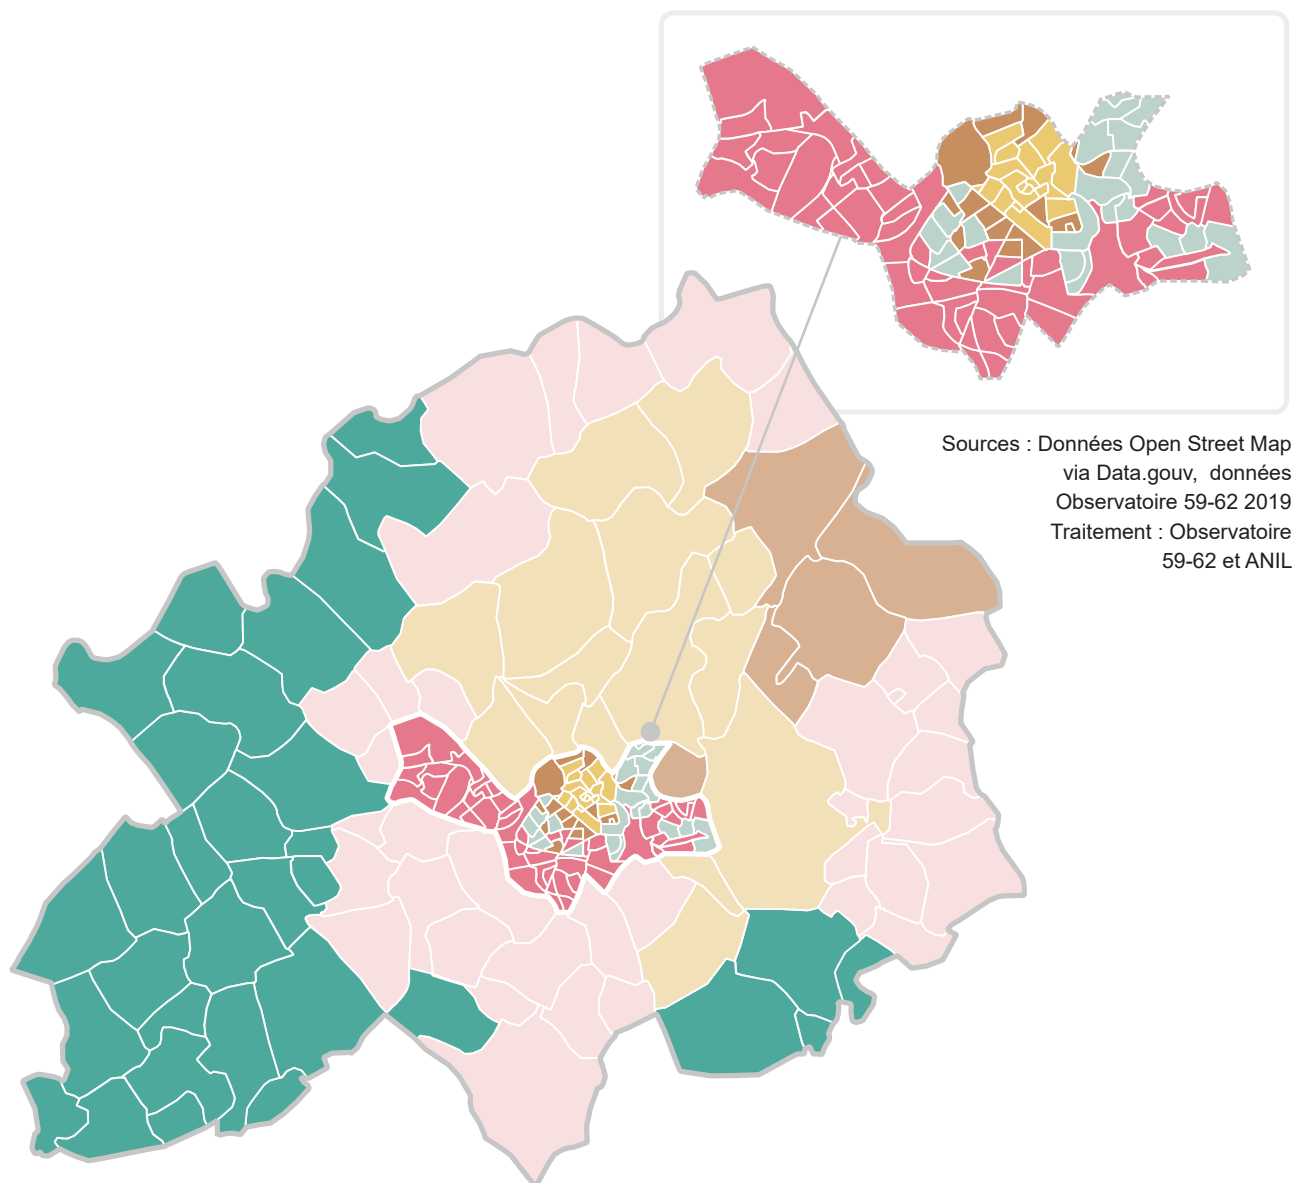 Sources : Données Open Street Map
via Data.gouv, données
Observatoire 59-62 2019
Traitement : Observatoire
59-62 et ANIL